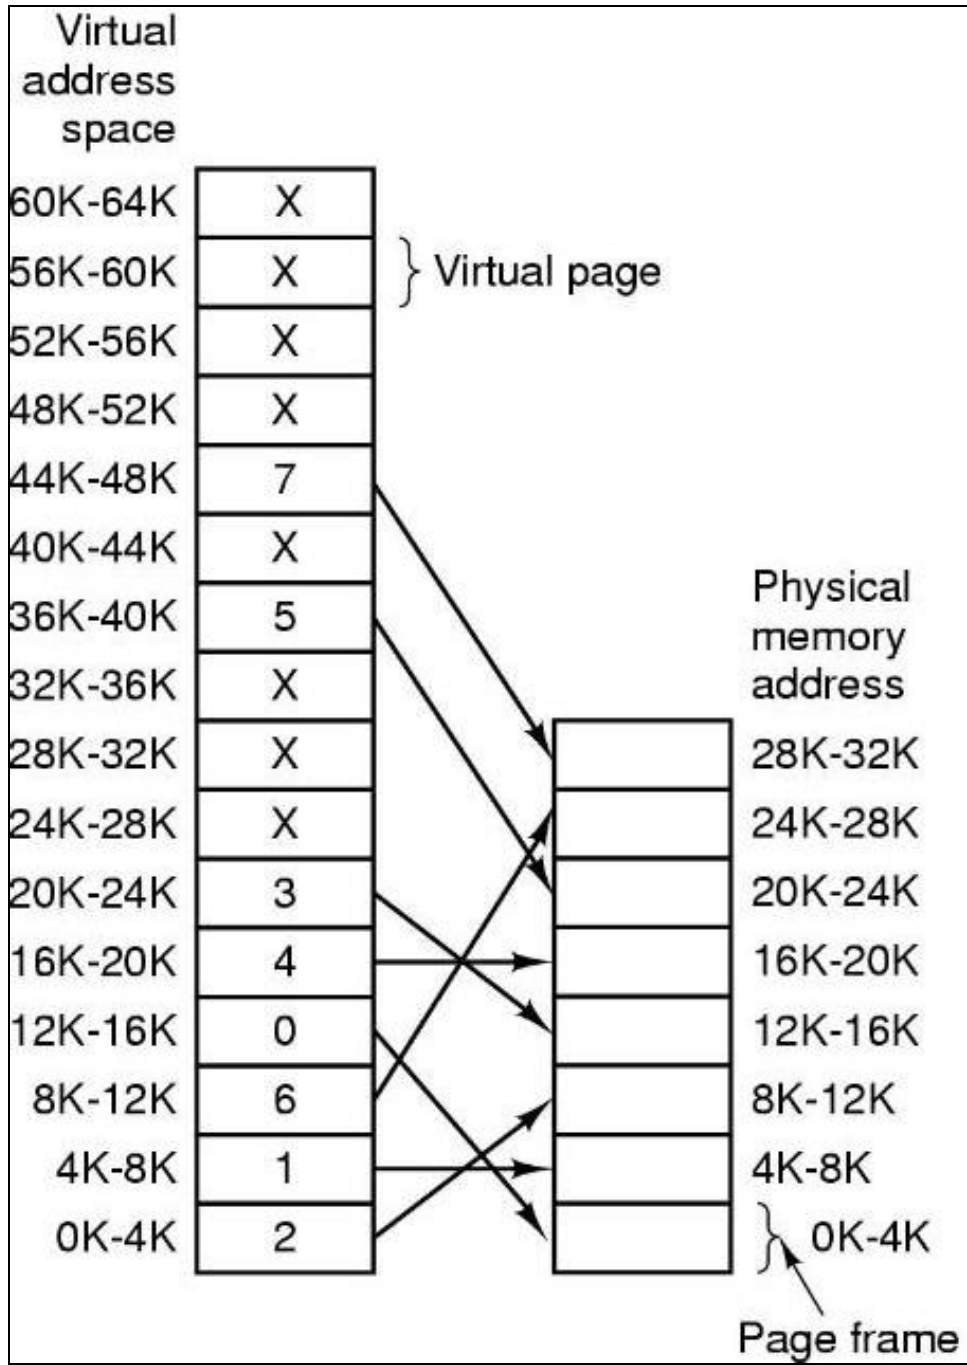 Virtual
address
space
60K-64K X
56K-60K X Virtual page
52K-56K X
48K-52K X
44K-48K 7
40K-44K X
36K-40K 5
32K-36K X
28K-32K X
24K-28K X
20K-24K 3
16K-20K 4
12K-16K 0
8K-12K 6
4K-8K 1
0K-4K 2
Physical
memory
address
28K-32K
24K-28K
20K-24K
16K-20K
12K-16K
8K-12K
4K-8K
0K-4K
Page frame